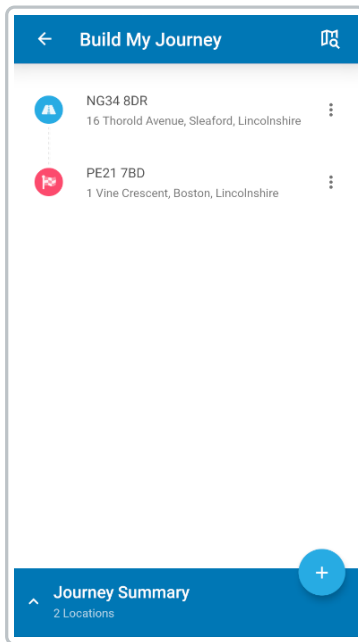 Build My Journey
NG34 8DR
16 Thorold Avenue, Sleaford, Lincolnshire
PE21 7BD
1 Vine Crescent, Boston, Lincolnshire
+
Journey Summary
2 Locations